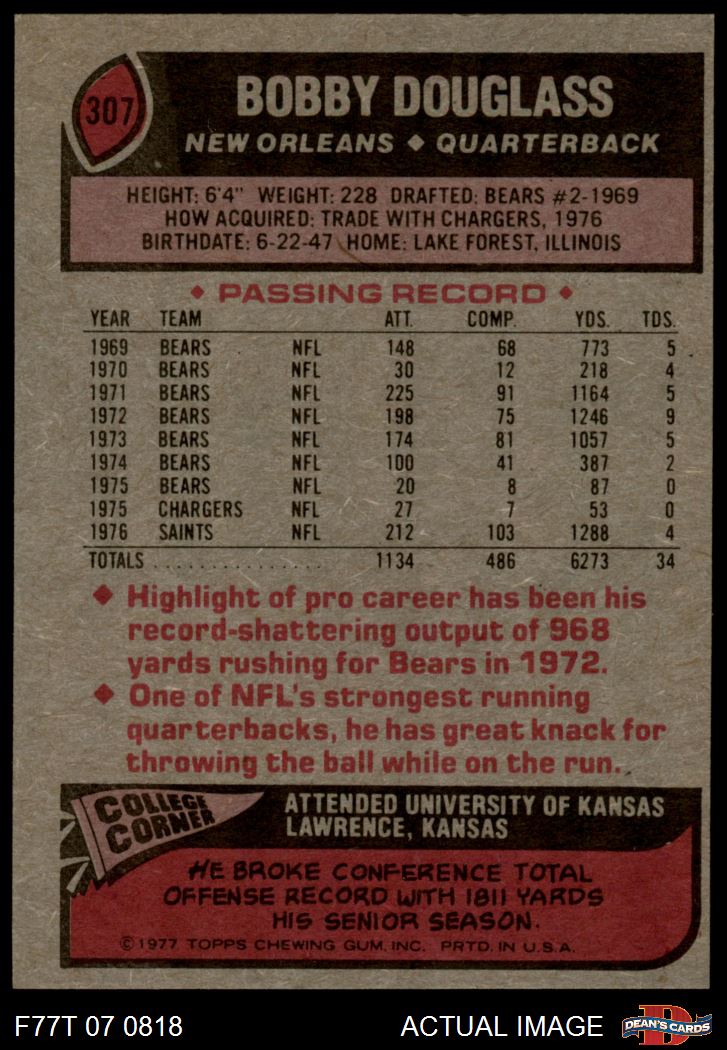 307
BOBBY DOUGLASS
NEW ORLEANS ◆ QUARTERBACK
HEIGHT: 6'4" WEIGHT: 228 DRAFTED: BEARS #2-1969
HOW ACQUIRED: TRADE WITH CHARGERS, 1976
BIRTHDATE: 6-22-47 HOME: LAKE FOREST, ILLINOIS
◆ PASSING RECORD ◆
YEAR TEAM ATT. COMP. YDS. TDS.
1969 BEARS NFL 148 68 773 5
1970 BEARS NFL 30 12 218 4
1971 BEARS NFL 225 91 1164 5
1972 BEARS NFL 198 75 1246 9
1973 BEARS NFL 174 81 1057 5
1974 BEARS NFL 100 41 387 2
1975 BEARS NFL 20 8 87 0
1975 CHARGERS NFL 27 7 53 0
1976 SAINTS NFL 212 103 1288 4
TOTALS . . . . . . . . . . . . . . . 1134 486 6273 34
◆ Highlight of pro career has been his
record-shattering output of 968
yards rushing for Bears in 1972.
◆ One of NFL's strongest running
quarterbacks, he has great knack for
throwing the ball while on the run.
COLLEGE
CORNER
ATTENDED UNIVERSITY OF KANSAS
LAWRENCE, KANSAS
HE BROKE CONFERENCE TOTAL
OFFENSE RECORD WITH 1811 YARDS
HIS SENIOR SEASON.
© 1977 TOPPS CHEWING GUM, INC. PRTD. IN U.S.A.
F77T 07 0818 ACTUAL IMAGE
D
DEAN'S CARDS